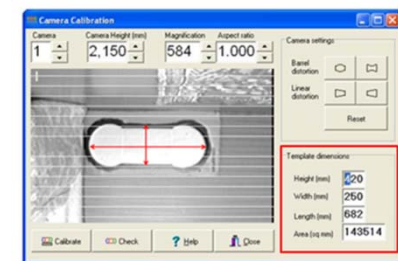 Camera Calibration
Camera
Camera Height (mm)
Magnification
Aspect ratio
1
2,150
584
1.000
Camera settings
Barrel distortion
Linear distortion
Reset
Template dimensions
Height (mm) 420
Width (mm) 250
Length (mm) 682
Area (sq mm) 143514
Calibrate
Check
? Help
Close